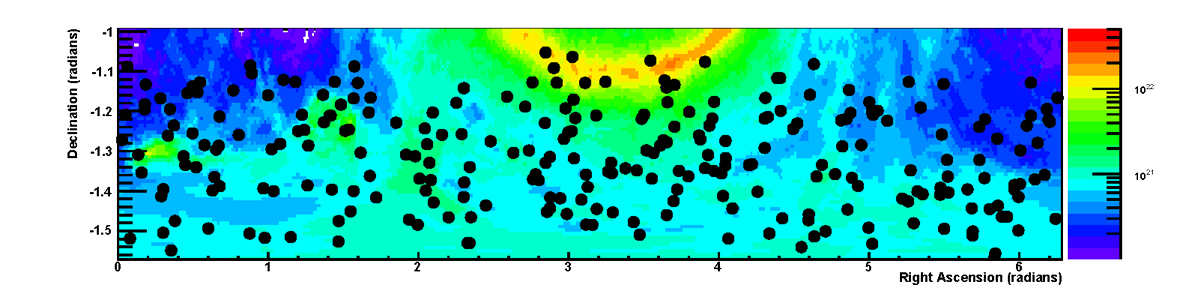 Declination (radians)
-1
-1.1
-1.2
-1.3
-1.4
-1.5
0 1 2 3 4 5 6
Right Ascension (radians)
10²²
10²¹